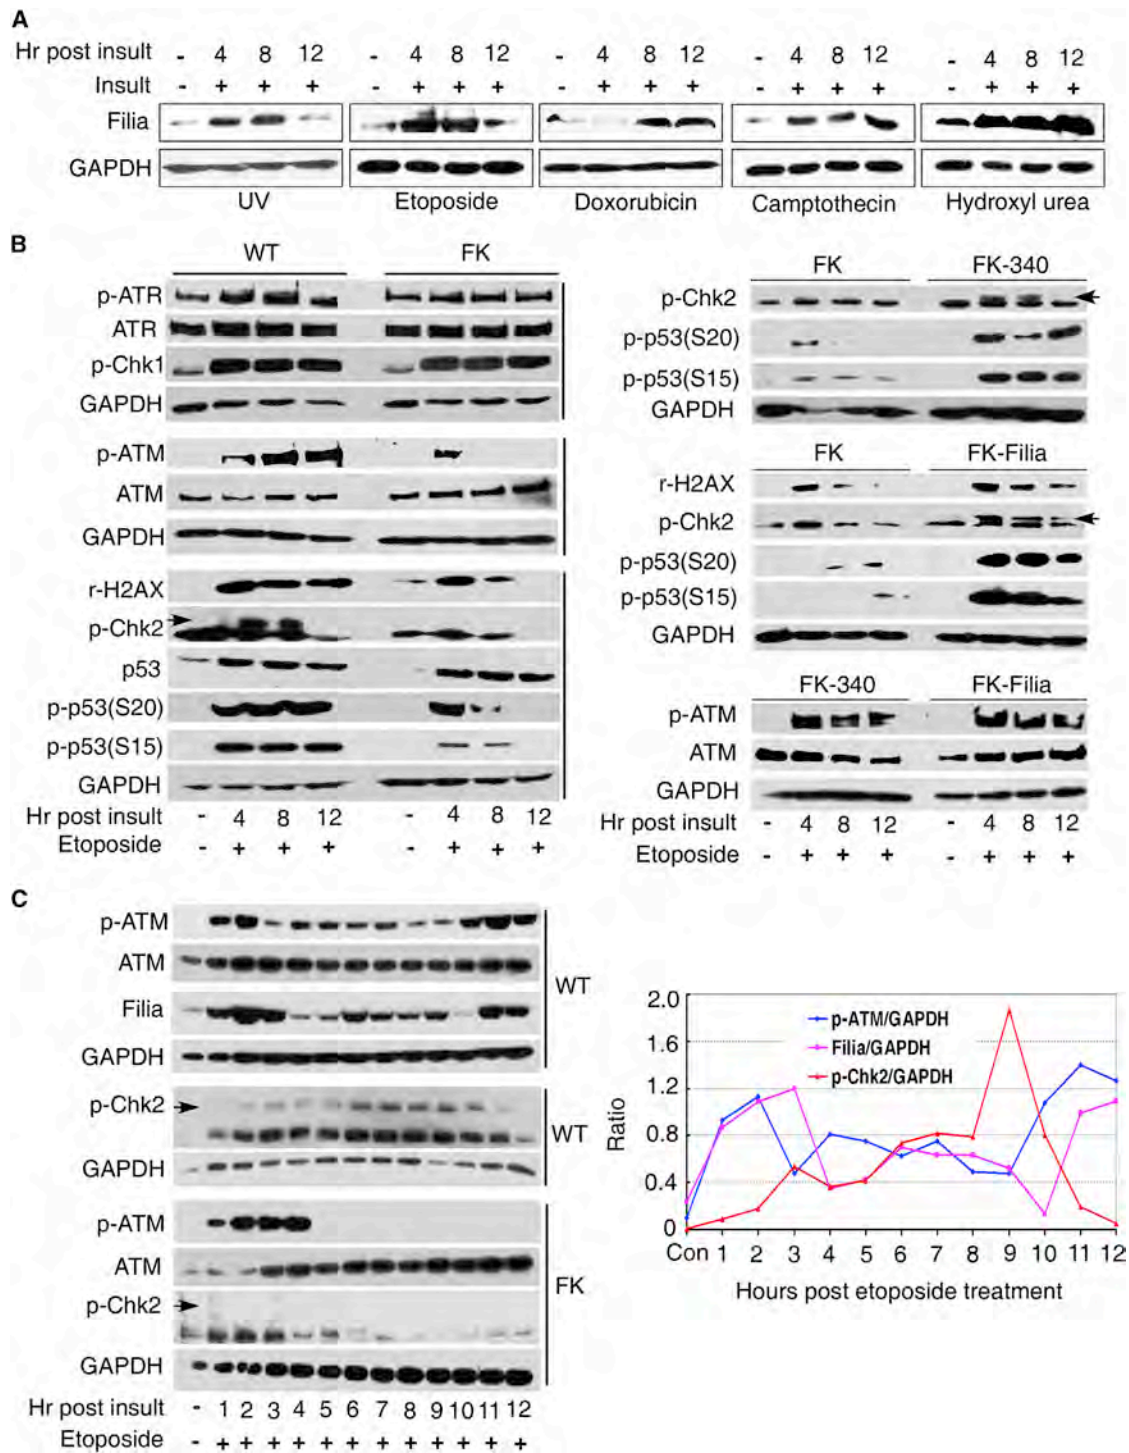 A
Hr post insult - 4 8 12 - 4 8 12 - 4 8 12 - 4 8 12 - 4 8 12
Insult - + + + - + + + - + + + - + + + - + + +
Filia
GAPDH
UV Etoposide Doxorubicin Camptothecin Hydroxyl urea
B
WT FK
p-ATR
ATR
p-Chk1
GAPDH
p-ATM
ATM
GAPDH
r-H2AX
p-Chk2
p53
p-p53(S20)
p-p53(S15)
GAPDH
Hr post insult - 4 8 12 - 4 8 12
Etoposide - + + + - + + +
FK FK-340
p-Chk2
p-p53(S20)
p-p53(S15)
GAPDH
FK FK-Filia
r-H2AX
p-Chk2
p-p53(S20)
p-p53(S15)
GAPDH
FK-340 FK-Filia
p-ATM
ATM
GAPDH
Hr post insult - 4 8 12 - 4 8 12
Etoposide - + + + - + + +
C
p-ATM
ATM
WT
Filia
GAPDH
p-Chk2
WT
GAPDH
p-ATM
ATM
FK
p-Chk2
GAPDH
Hr post insult - 1 2 3 4 5 6 7 8 9 10 11 12
Etoposide - + + + + + + + + + + + +
2.0
1.6
1.2
0.8
0.4
0
Ratio
p-ATM/GAPDH
Filia/GAPDH
p-Chk2/GAPDH
Con 1 2 3 4 5 6 7 8 9 10 11 12
Hours post etoposide treatment